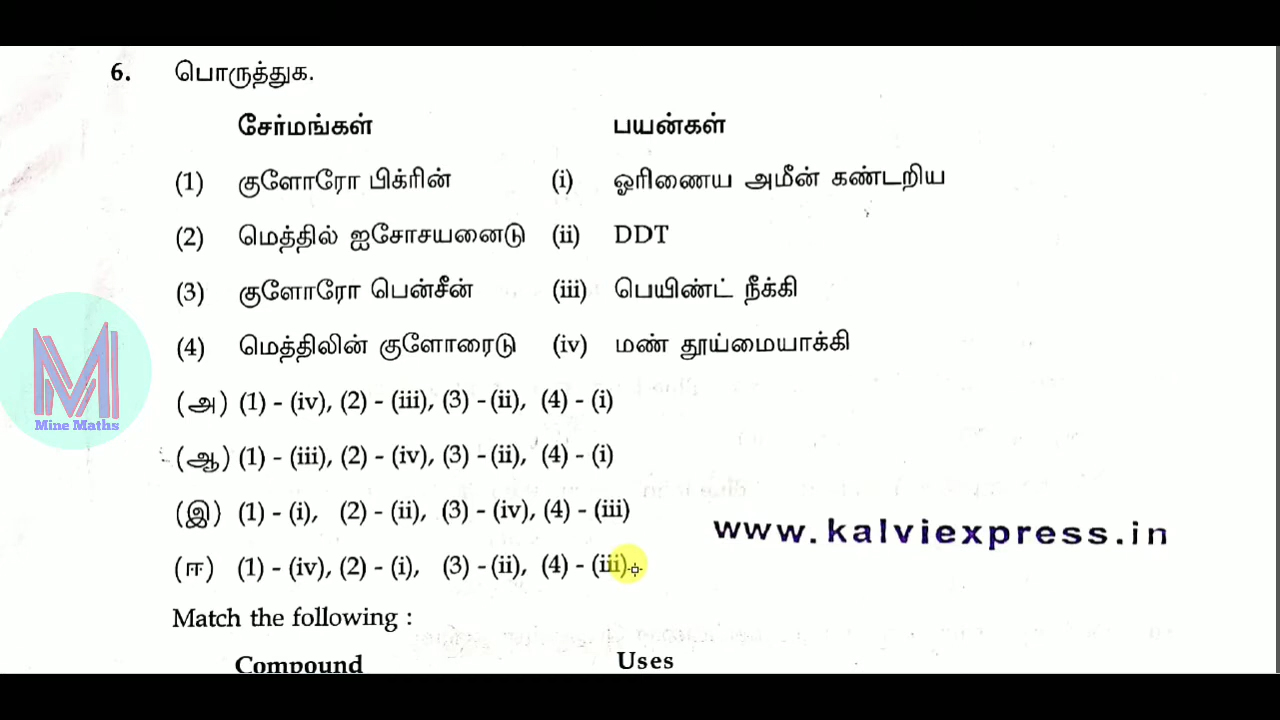 6. பொருத்துக.
சேர்மங்கள் பயன்கள்
(1) குளோரோ பிக்ரின் (i) ஓரிணைய அமீன் கண்டறிய
(2) மெத்தில் ஐசோசயனைடு (ii) DDT
(3) குளோரோ பென்சீன் (iii) பெயிண்ட் நீக்கி
(4) மெத்திலின் குளோரைடு (iv) மண் தூய்மையாக்கி
(அ) (1) - (iv), (2) - (iii), (3) - (ii), (4) - (i)
(ஆ) (1) - (iii), (2) - (iv), (3) - (ii), (4) - (i)
(இ) (1) - (i), (2) - (ii), (3) - (iv), (4) - (iii)
(ஈ) (1) - (iv), (2) - (i), (3) - (ii), (4) - (iii)
Match the following :
Compound Uses
M
Mine Maths
www.kalviexpress.in